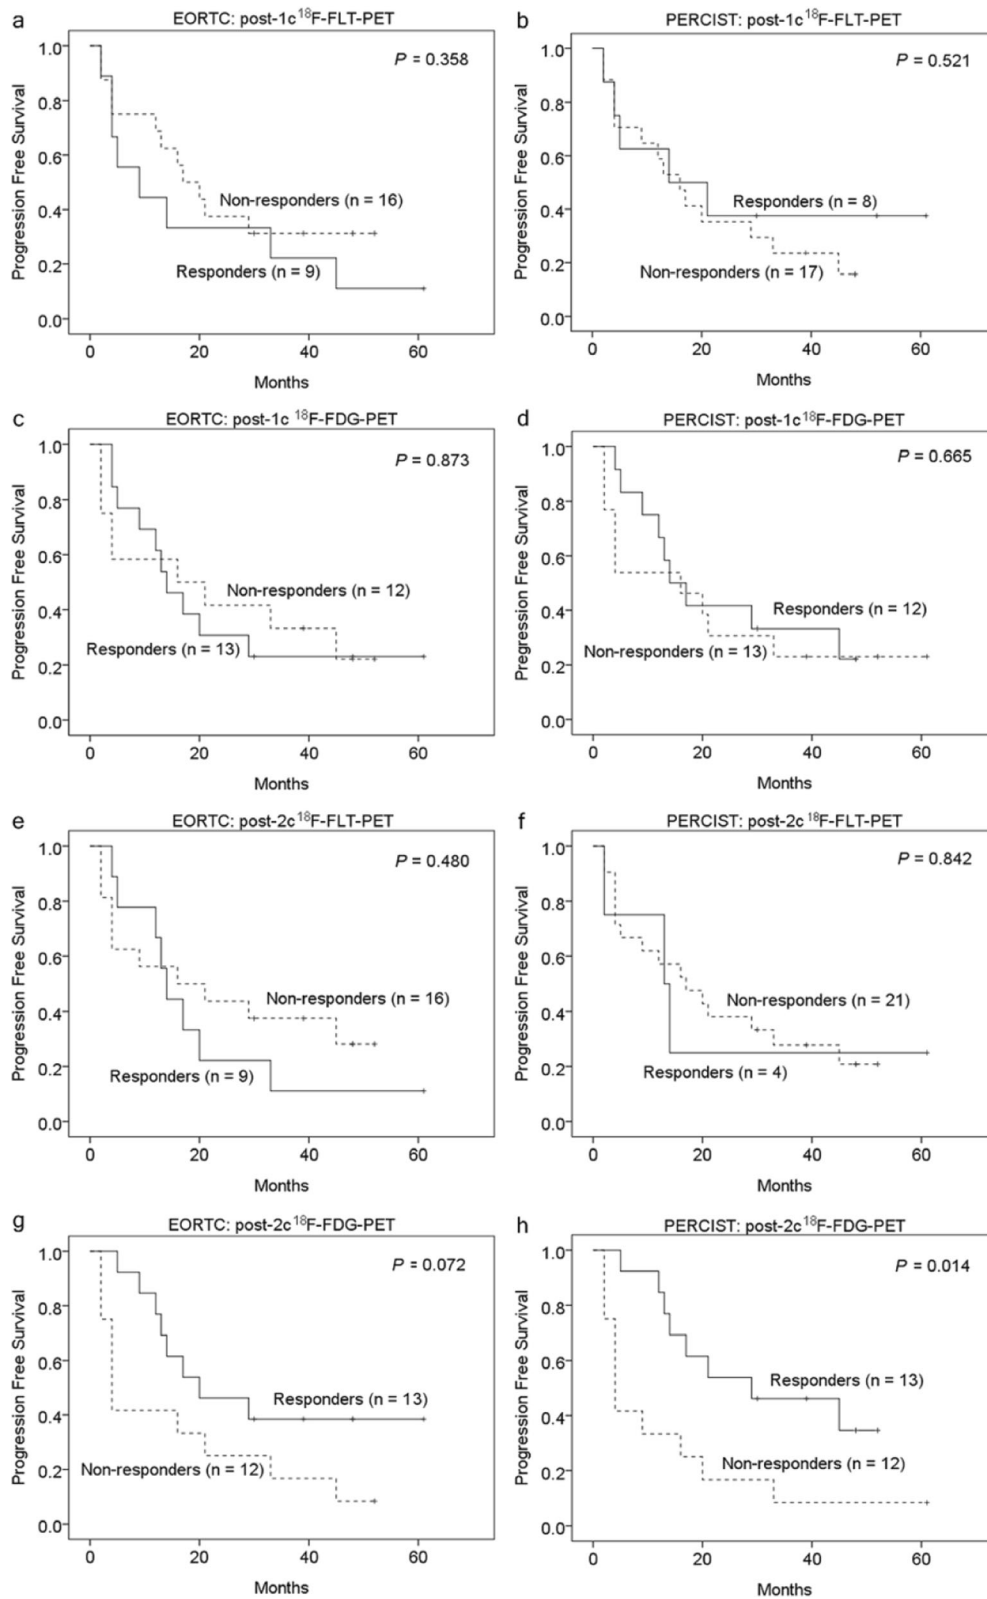 a
EORTC: post-1c ¹⁸F-FLT-PET
P = 0.358
Progression Free Survival
1.0
0.8
0.6
0.4
0.2
0.0
Non-responders (n = 16)
Responders (n = 9)
0 20 40 60
Months
b
PERCIST: post-1c ¹⁸F-FLT-PET
P = 0.521
Progression Free Survival
1.0
0.8
0.6
0.4
0.2
0.0
Responders (n = 8)
Non-responders (n = 17)
0 20 40 60
Months
c
EORTC: post-1c ¹⁸F-FDG-PET
P = 0.873
Progression Free Survival
1.0
0.8
0.6
0.4
0.2
0.0
Non-responders (n = 12)
Responders (n = 13)
0 20 40 60
Months
d
PERCIST: post-1c ¹⁸F-FDG-PET
P = 0.665
Pregression Free Survival
1.0
0.8
0.6
0.4
0.2
0.0
Responders (n = 12)
Non-responders (n = 13)
0 20 40 60
Months
e
EORTC: post-2c ¹⁸F-FLT-PET
P = 0.480
Progression Free Survival
1.0
0.8
0.6
0.4
0.2
0.0
Non-responders (n = 16)
Responders (n = 9)
0 20 40 60
Months
f
PERCIST: post-2c ¹⁸F-FLT-PET
P = 0.842
Progression Free Survival
1.0
0.8
0.6
0.4
0.2
0.0
Non-responders (n = 21)
Responders (n = 4)
0 20 40 60
Months
g
EORTC: post-2c ¹⁸F-FDG-PET
P = 0.072
Progression Free Survival
1.0
0.8
0.6
0.4
0.2
0.0
Responders (n = 13)
Non-responders (n = 12)
0 20 40 60
Months
h
PERCIST: post-2c ¹⁸F-FDG-PET
P = 0.014
Progression Free Survival
1.0
0.8
0.6
0.4
0.2
0.0
Responders (n = 13)
Non-responders (n = 12)
0 20 40 60
Months